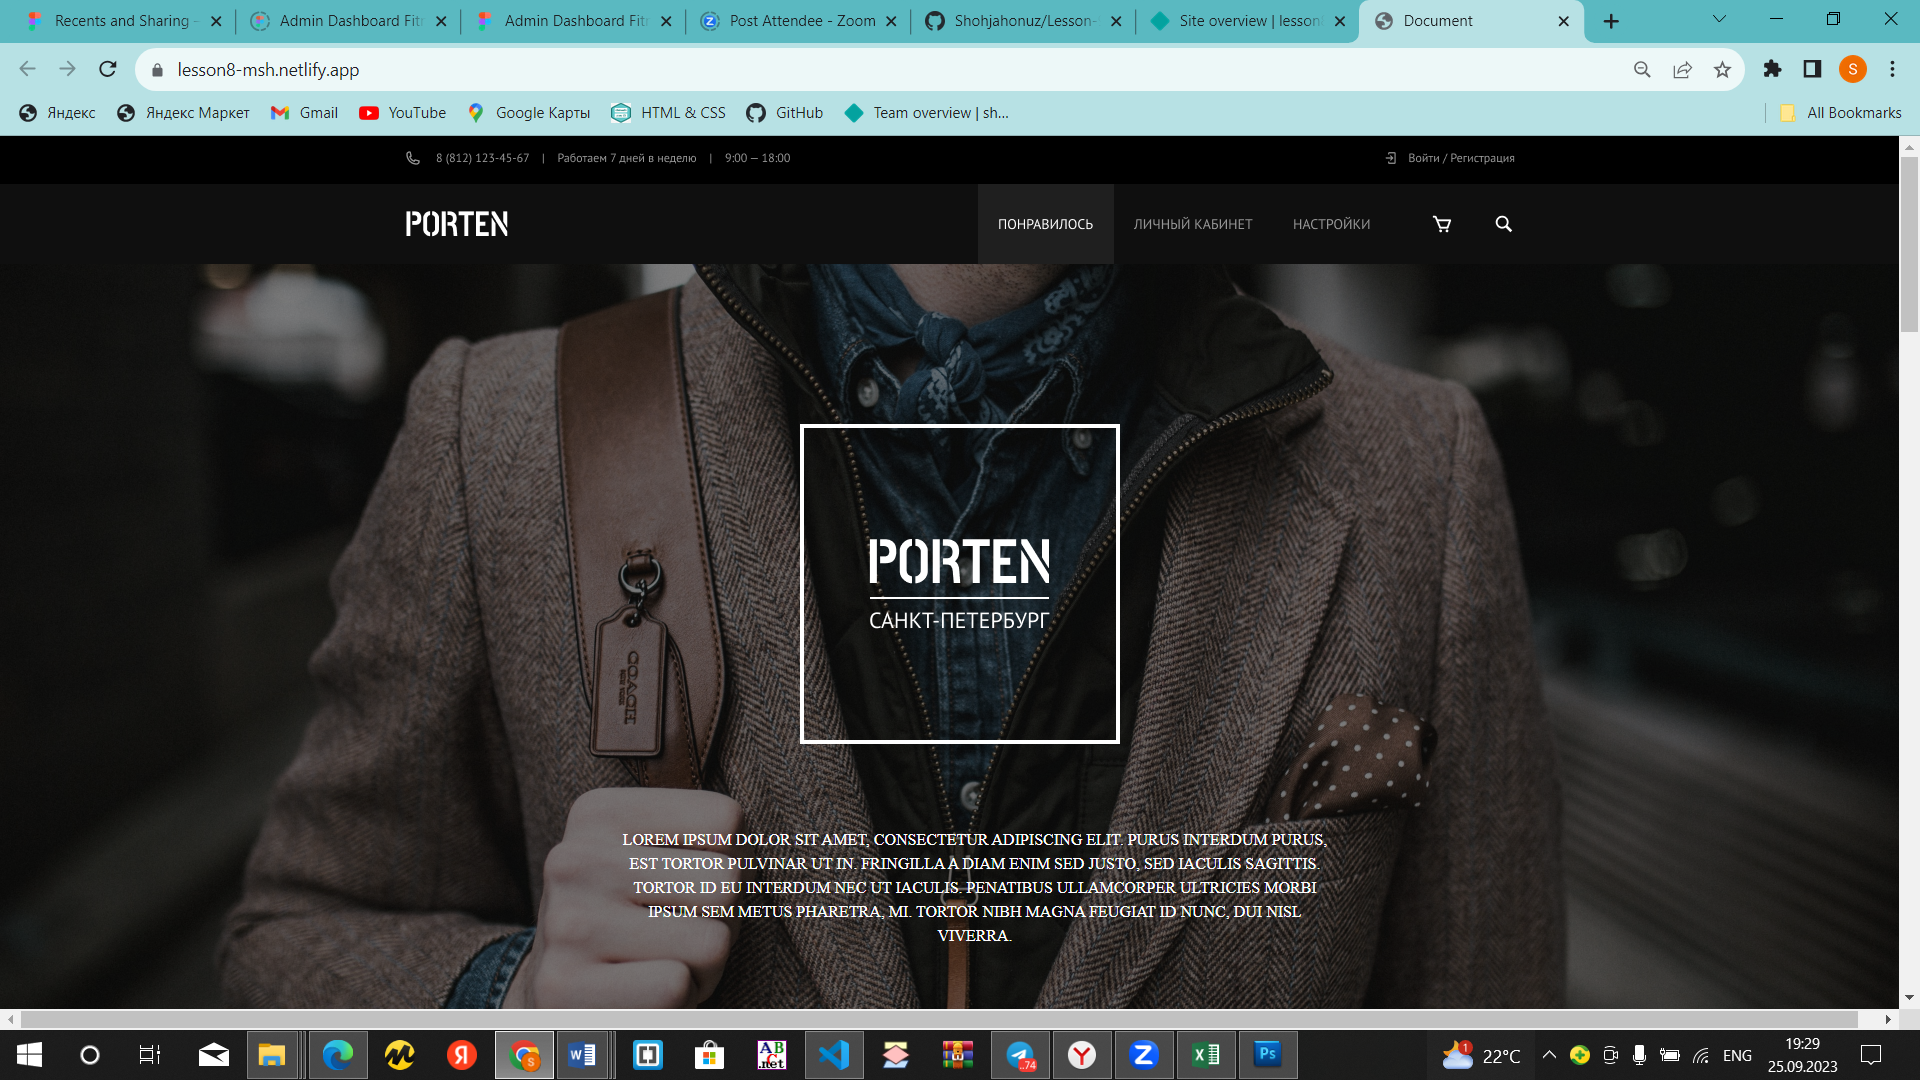 Recents and Sharing –
Admin Dashboard Fitn
Admin Dashboard Fitn
Post Attendee - Zoom
Shohjahonuz/Lesson-
Site overview | lesson
Document
lesson8-msh.netlify.app
S
Яндекс
Яндекс Маркет
Gmail
YouTube
Google Карты
HTML & CSS
GitHub
Team overview | sh...
All Bookmarks
8 (812) 123-45-67 | Работаем 7 дней в неделю | 9:00 – 18:00
Войти / Регистрация
PORTEN
ПОНРАВИЛОСЬ
ЛИЧНЫЙ КАБИНЕТ
НАСТРОЙКИ
PORTEN
САНКТ-ПЕТЕРБУРГ
COACH
LOREM IPSUM DOLOR SIT AMET, CONSECTETUR ADIPISCING ELIT. PURUS INTERDUM PURUS,
EST TORTOR PULVINAR UT IN. FRINGILLA A DIAM ENIM SED JUSTO, SED IACULIS SAGITTIS.
TORTOR ID EU INTERDUM NEC UT IACULIS. PENATIBUS ULLAMCORPER ULTRICIES MORBI
IPSUM SEM METUS PHARETRA, MI. TORTOR NIBH MAGNA FEUGIAT ID NUNC, DUI NISL
VIVERRA.
22°C
ENG
19:29
25.09.2023